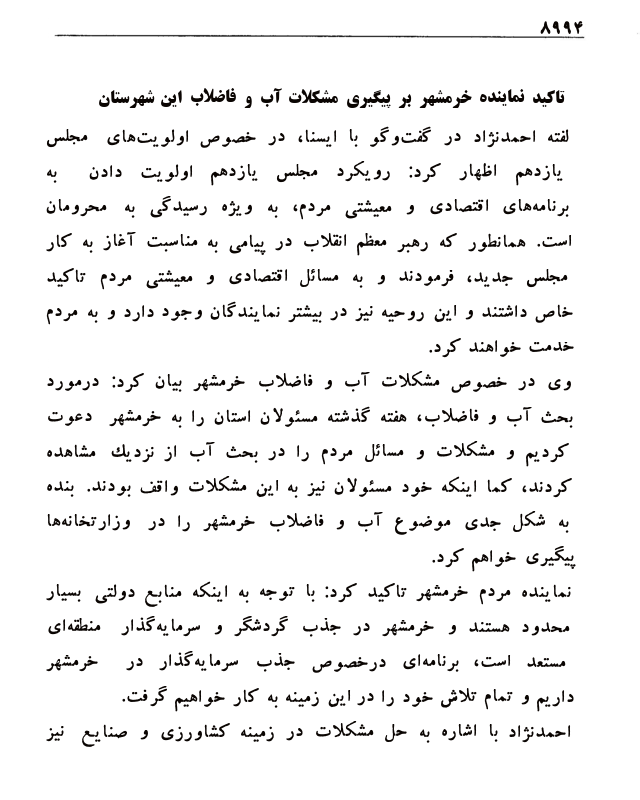 ۸۹۹۴
تاکید نماینده خرمشهر بر پیگیری مشکلات آب و فاضلاب این شهرستان
لفته احمدنژاد در گفت‌وگو با ایسنا، در خصوص اولویت‌های مجلس
یازدهم اظهار کرد: رویکرد مجلس یازدهم اولویت دادن به
برنامه‌های اقتصادی و معیشتی مردم، به ویژه رسیدگی به محرومان
است. همانطور که رهبر معظم انقلاب در پیامی به مناسبت آغاز به کار
مجلس جدید، فرمودند و به مسائل اقتصادی و معیشتی مردم تاکید
خاص داشتند و این روحیه نیز در بیشتر نمایندگان وجود دارد و به مردم
خدمت خواهند کرد.
وی در خصوص مشکلات آب و فاضلاب خرمشهر بیان کرد: درمورد
بحث آب و فاضلاب، هفته گذشته مسئولان استان را به خرمشهر دعوت
کردیم و مشکلات و مسائل مردم را در بحث آب از نزدیك مشاهده
کردند، کما اینکه خود مسئولان نیز به این مشکلات واقف بودند. بنده
به شکل جدی موضوع آب و فاضلاب خرمشهر را در وزارتخانه‌ها
پیگیری خواهم کرد.
نماینده مردم خرمشهر تاکید کرد: با توجه به اینکه منابع دولتی بسیار
محدود هستند و خرمشهر در جذب گردشگر و سرمایه‌گذار منطقه‌ای
مستعد است، برنامه‌ای درخصوص جذب سرمایه‌گذار در خرمشهر
داریم و تمام تلاش خود را در این زمینه به کار خواهیم گرفت.
احمدنژاد با اشاره به حل مشکلات در زمینه کشاورزی و صنایع نیز